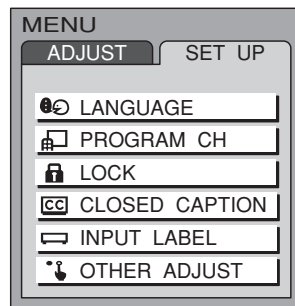 MENU
ADJUST SET UP
LANGUAGE
PROGRAM CH
LOCK
CC CLOSED CAPTION
INPUT LABEL
OTHER ADJUST